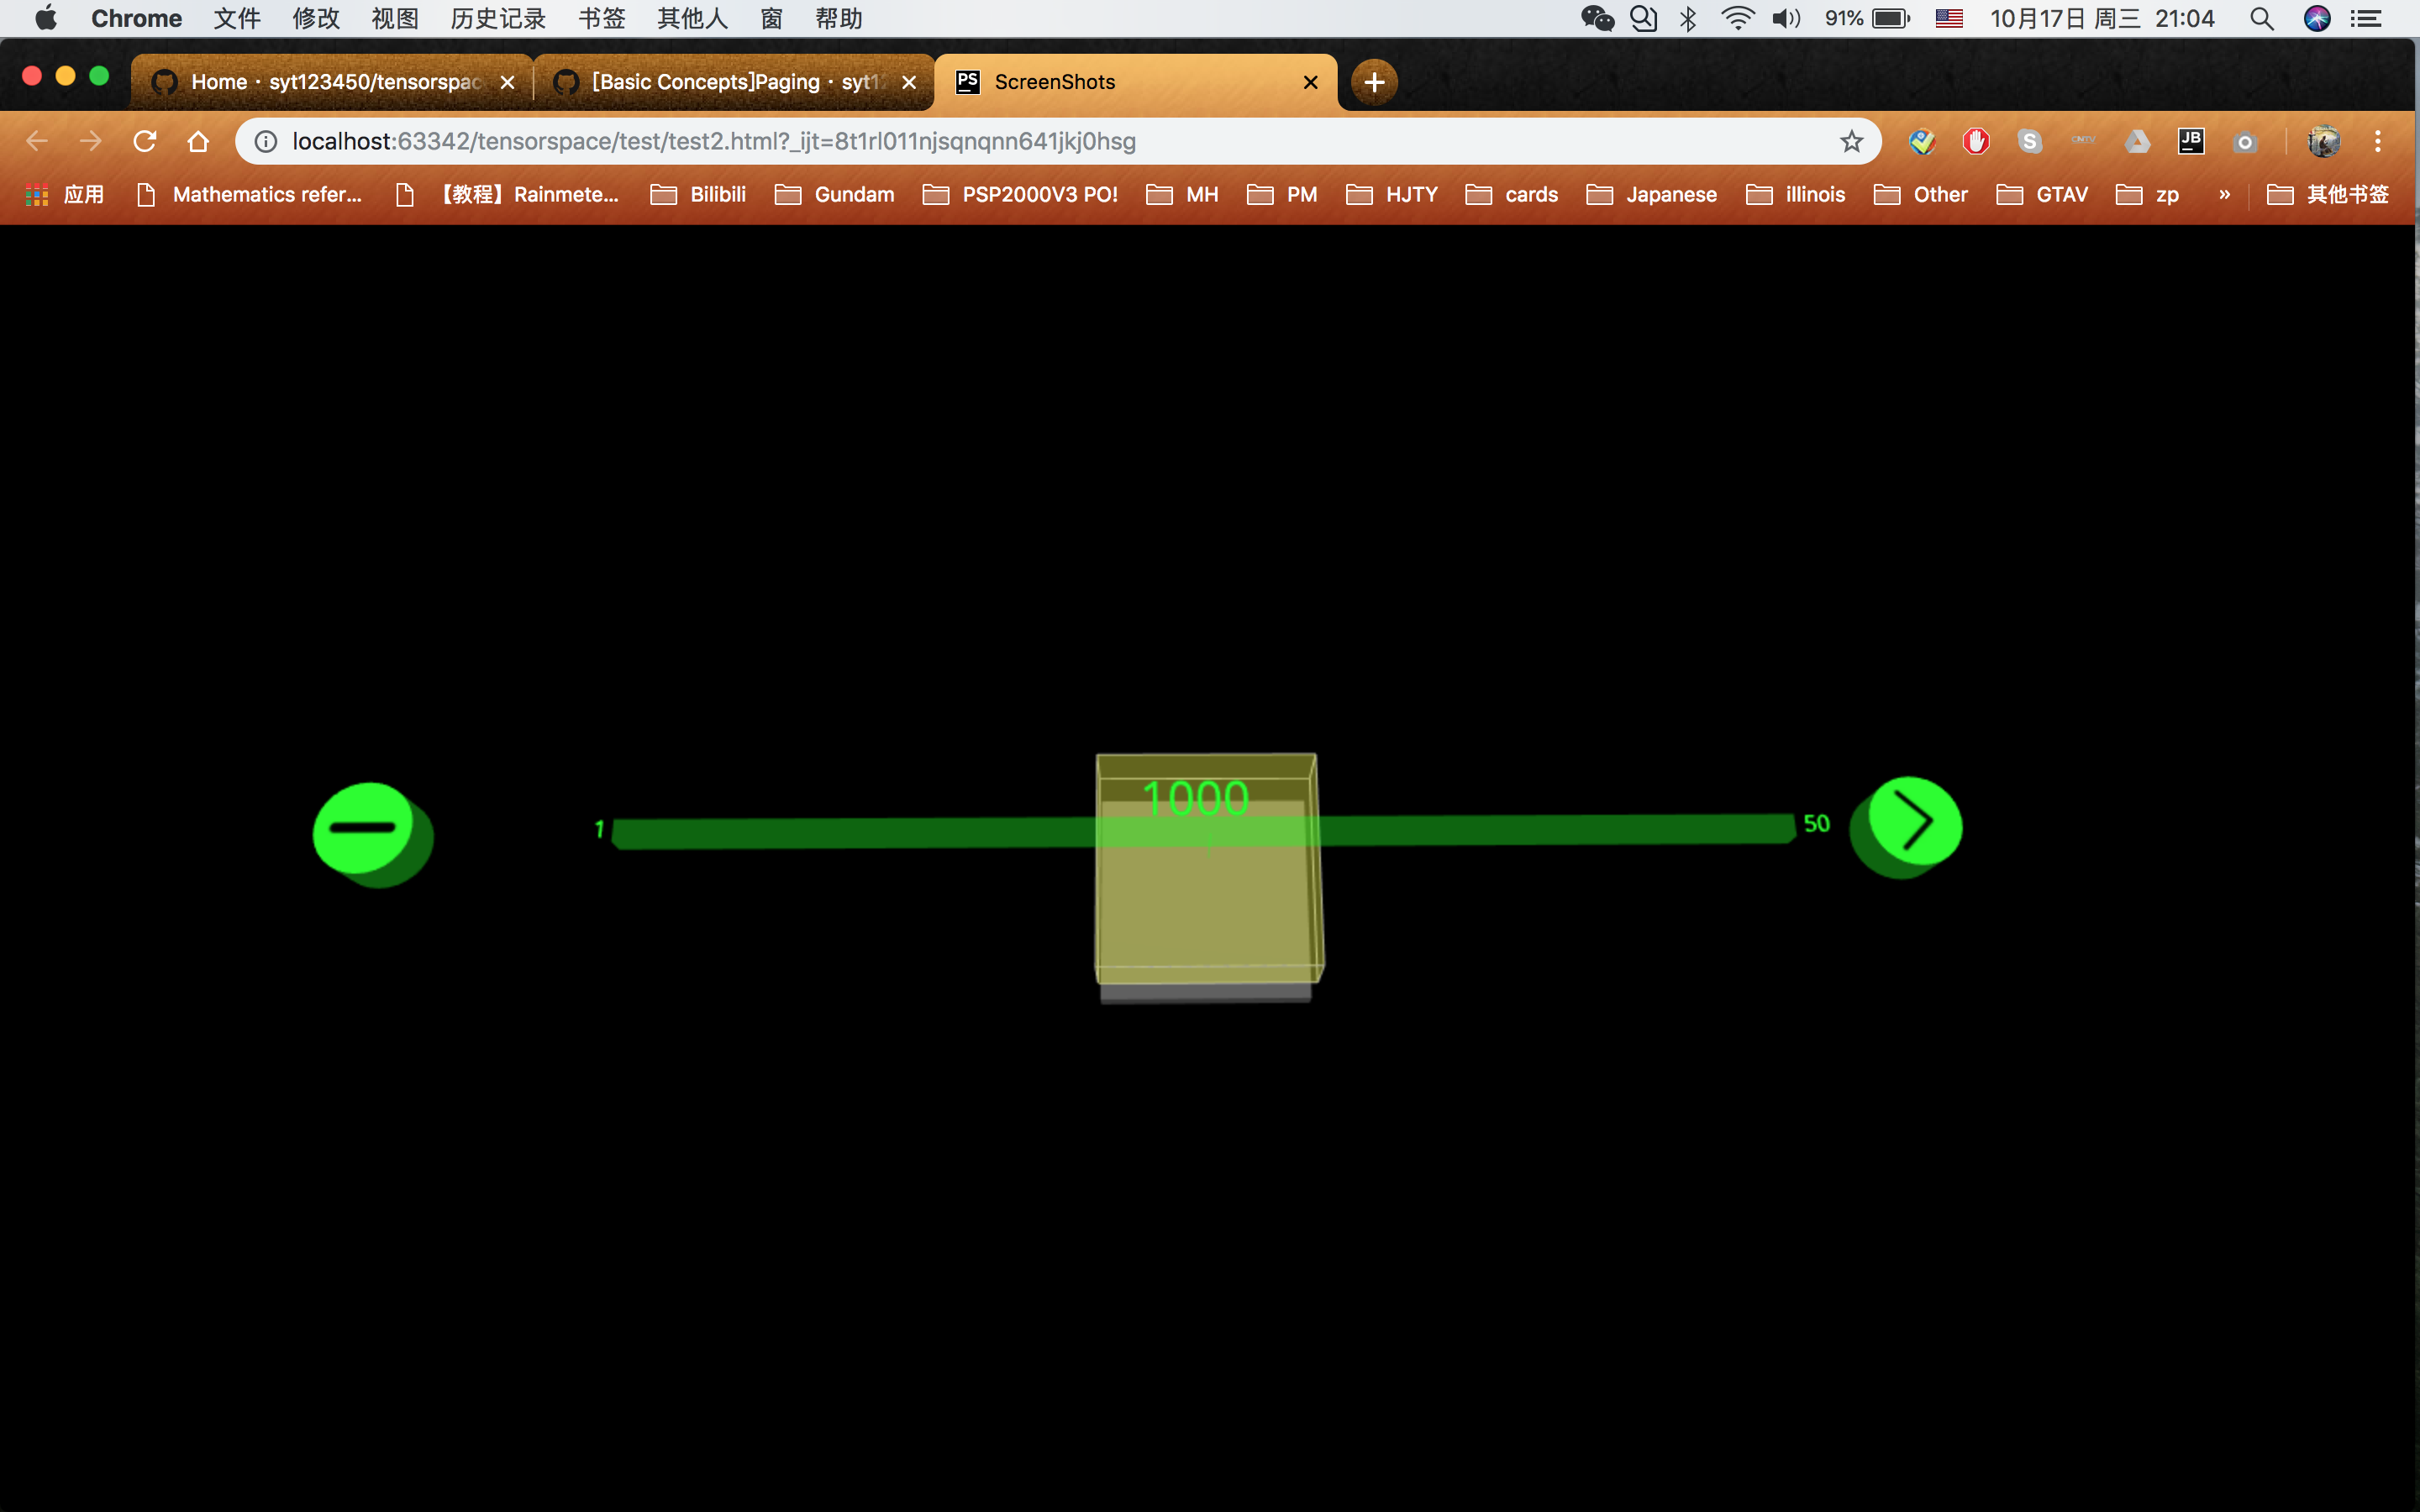 Chrome 文件 修改 视图 历史记录 书签 其他人 窗 帮助 91% 10月17日 周三 21:04
Home · syt123450/tensorspac [Basic Concepts]Paging · syt12 PS ScreenShots
localhost:63342/tensorspace/test/test2.html?_ijt=8t1rl011njsqnqnn641jkj0hsg S CNTV JB
应用 Mathematics refer... 【教程】Rainmete... Bilibili Gundam PSP2000V3 PO! MH PM HJTY cards Japanese illinois Other GTAV zp » 其他书签
1000
1 50